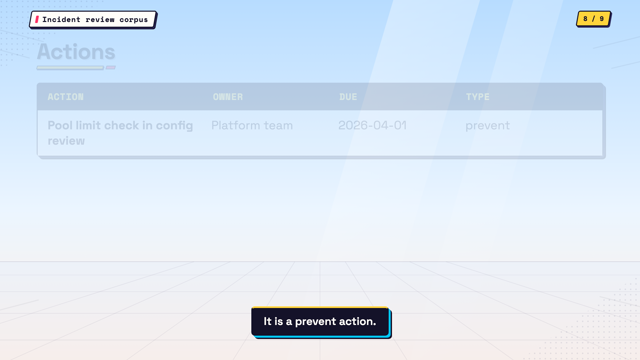 Incident review corpus
8 / 9
Actions
ACTION OWNER DUE TYPE
Pool limit check in config review Platform team 2026-04-01 prevent
It is a prevent action.